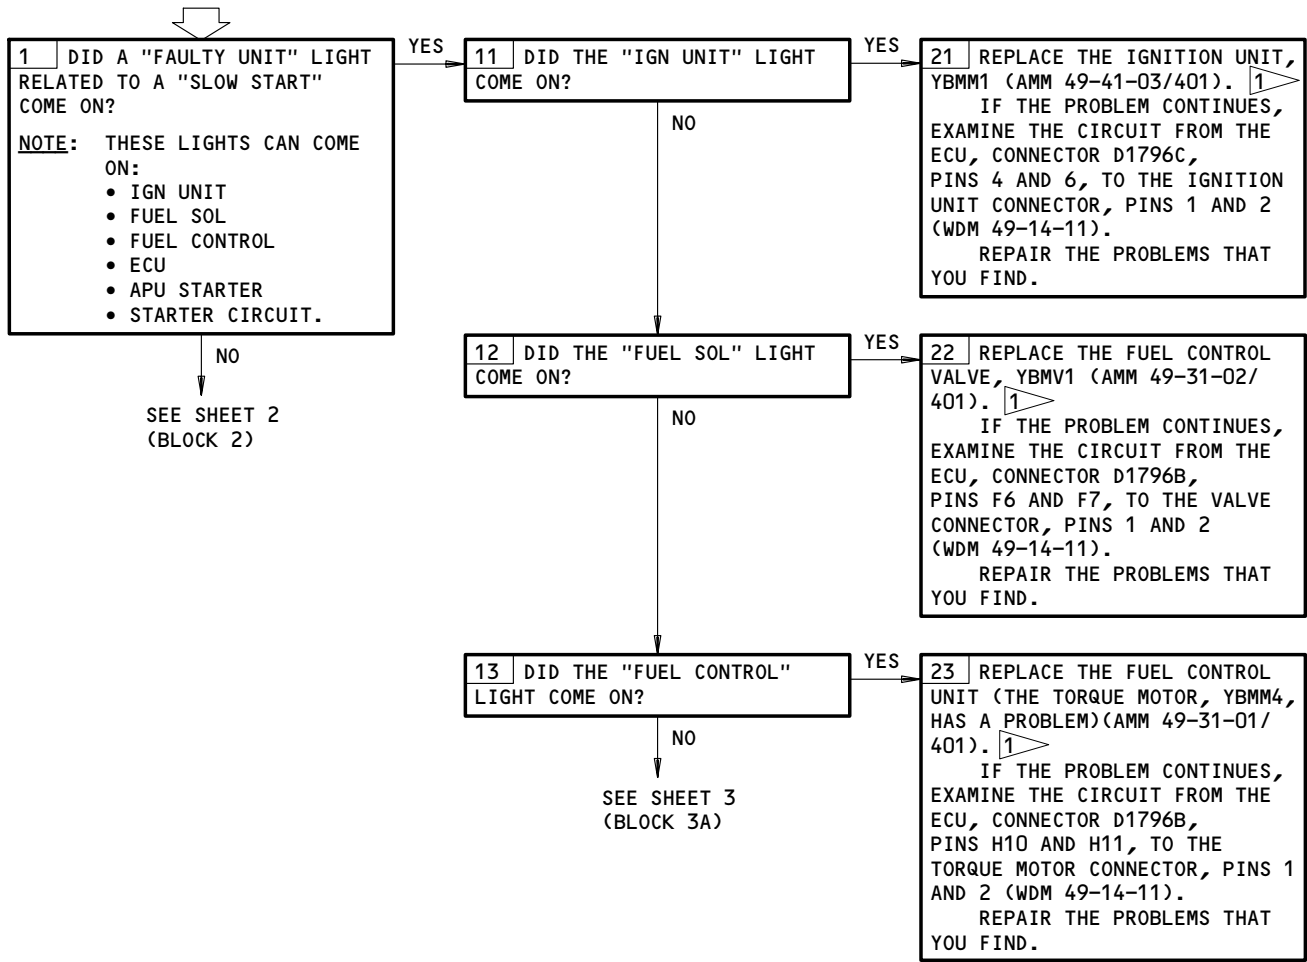 1 DID A "FAULTY UNIT" LIGHT
RELATED TO A "SLOW START"
COME ON?
NOTE: THESE LIGHTS CAN COME
ON:
• IGN UNIT
• FUEL SOL
• FUEL CONTROL
• ECU
• APU STARTER
• STARTER CIRCUIT.
YES
NO
SEE SHEET 2
(BLOCK 2)
11 DID THE "IGN UNIT" LIGHT
COME ON?
YES
NO
21 REPLACE THE IGNITION UNIT,
YBMM1 (AMM 49-41-03/401). 1
IF THE PROBLEM CONTINUES,
EXAMINE THE CIRCUIT FROM THE
ECU, CONNECTOR D1796C,
PINS 4 AND 6, TO THE IGNITION
UNIT CONNECTOR, PINS 1 AND 2
(WDM 49-14-11).
REPAIR THE PROBLEMS THAT
YOU FIND.
12 DID THE "FUEL SOL" LIGHT
COME ON?
YES
NO
22 REPLACE THE FUEL CONTROL
VALVE, YBMV1 (AMM 49-31-02/
401). 1
IF THE PROBLEM CONTINUES,
EXAMINE THE CIRCUIT FROM THE
ECU, CONNECTOR D1796B,
PINS F6 AND F7, TO THE VALVE
CONNECTOR, PINS 1 AND 2
(WDM 49-14-11).
REPAIR THE PROBLEMS THAT
YOU FIND.
13 DID THE "FUEL CONTROL"
LIGHT COME ON?
YES
NO
SEE SHEET 3
(BLOCK 3A)
23 REPLACE THE FUEL CONTROL
UNIT (THE TORQUE MOTOR, YBMM4,
HAS A PROBLEM)(AMM 49-31-01/
401). 1
IF THE PROBLEM CONTINUES,
EXAMINE THE CIRCUIT FROM THE
ECU, CONNECTOR D1796B,
PINS H10 AND H11, TO THE
TORQUE MOTOR CONNECTOR, PINS 1
AND 2 (WDM 49-14-11).
REPAIR THE PROBLEMS THAT
YOU FIND.